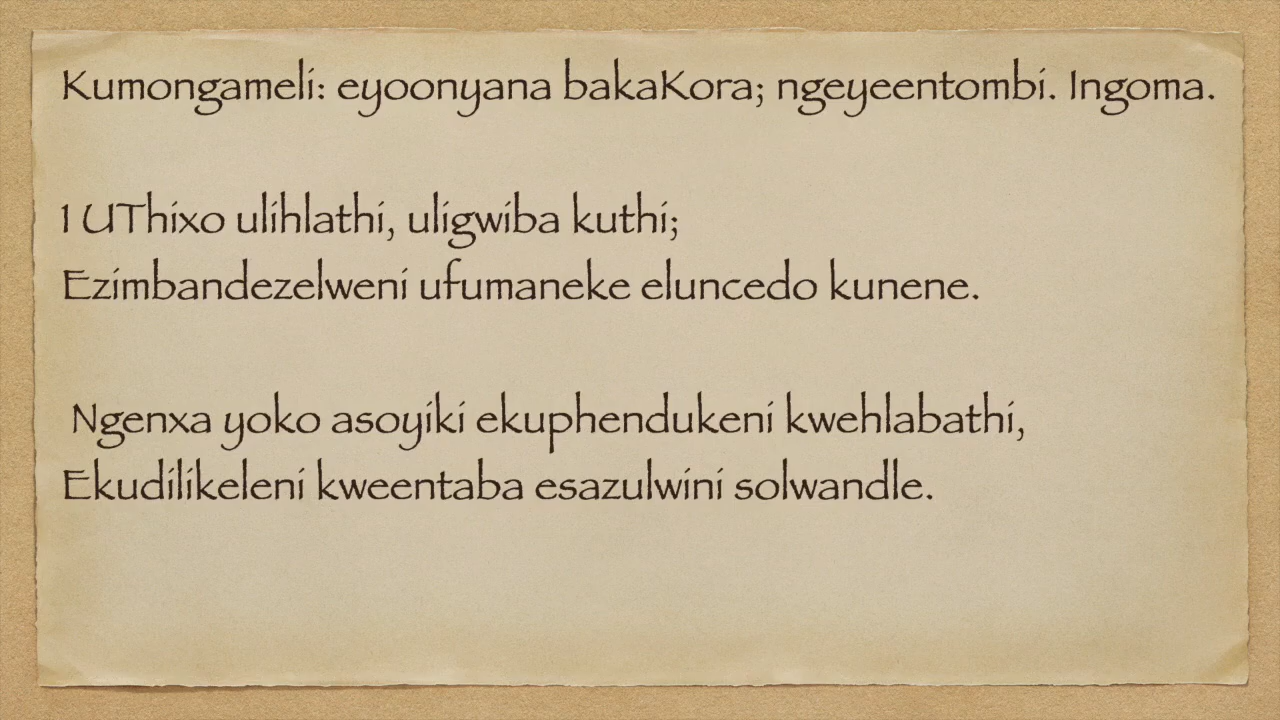 Kumongameli: eyoonyana bakaKora; ngeyeentombi. Ingoma.
1 UThixo ulihlathi, uligwiba kuthi;
Ezimbandezelweni ufumaneke eluncedo kunene.
Ngenxa yoko asoyiki ekuphendukeni kwehlabathi,
Ekudilikeleni kweentaba esazulwini solwandle.